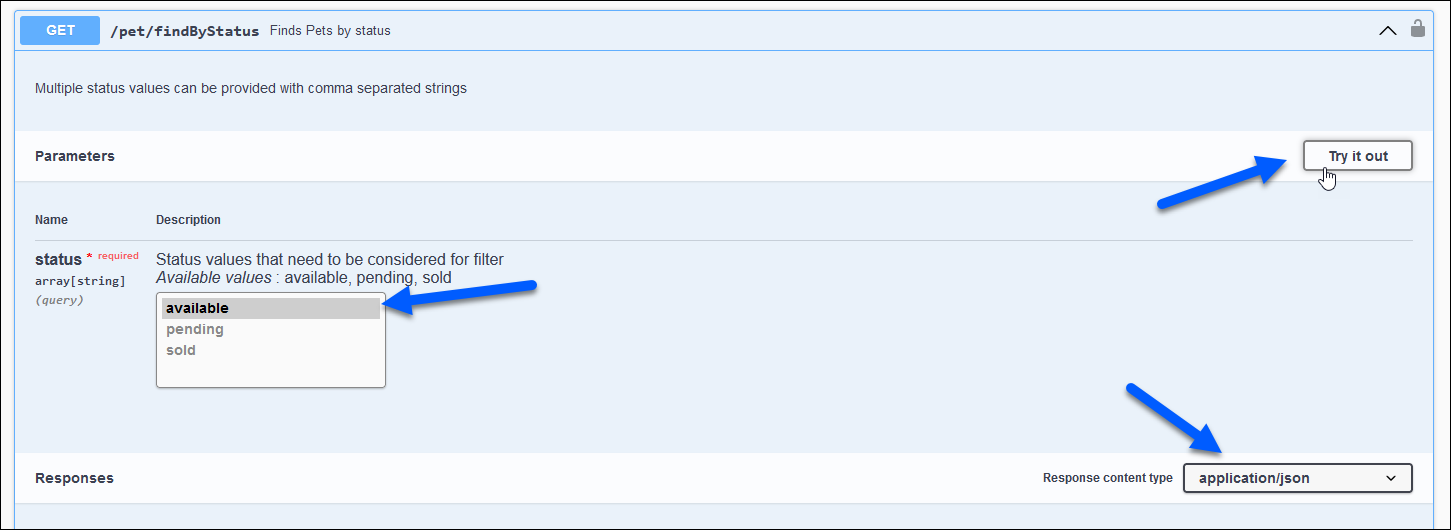 GET /pet/findByStatus Finds Pets by status
Multiple status values can be provided with comma separated strings
Parameters
Try it out
Name Description
status * required
array[string]
(query)
Status values that need to be considered for filter
Available values : available, pending, sold
available
pending
sold
Responses
Response content type application/json